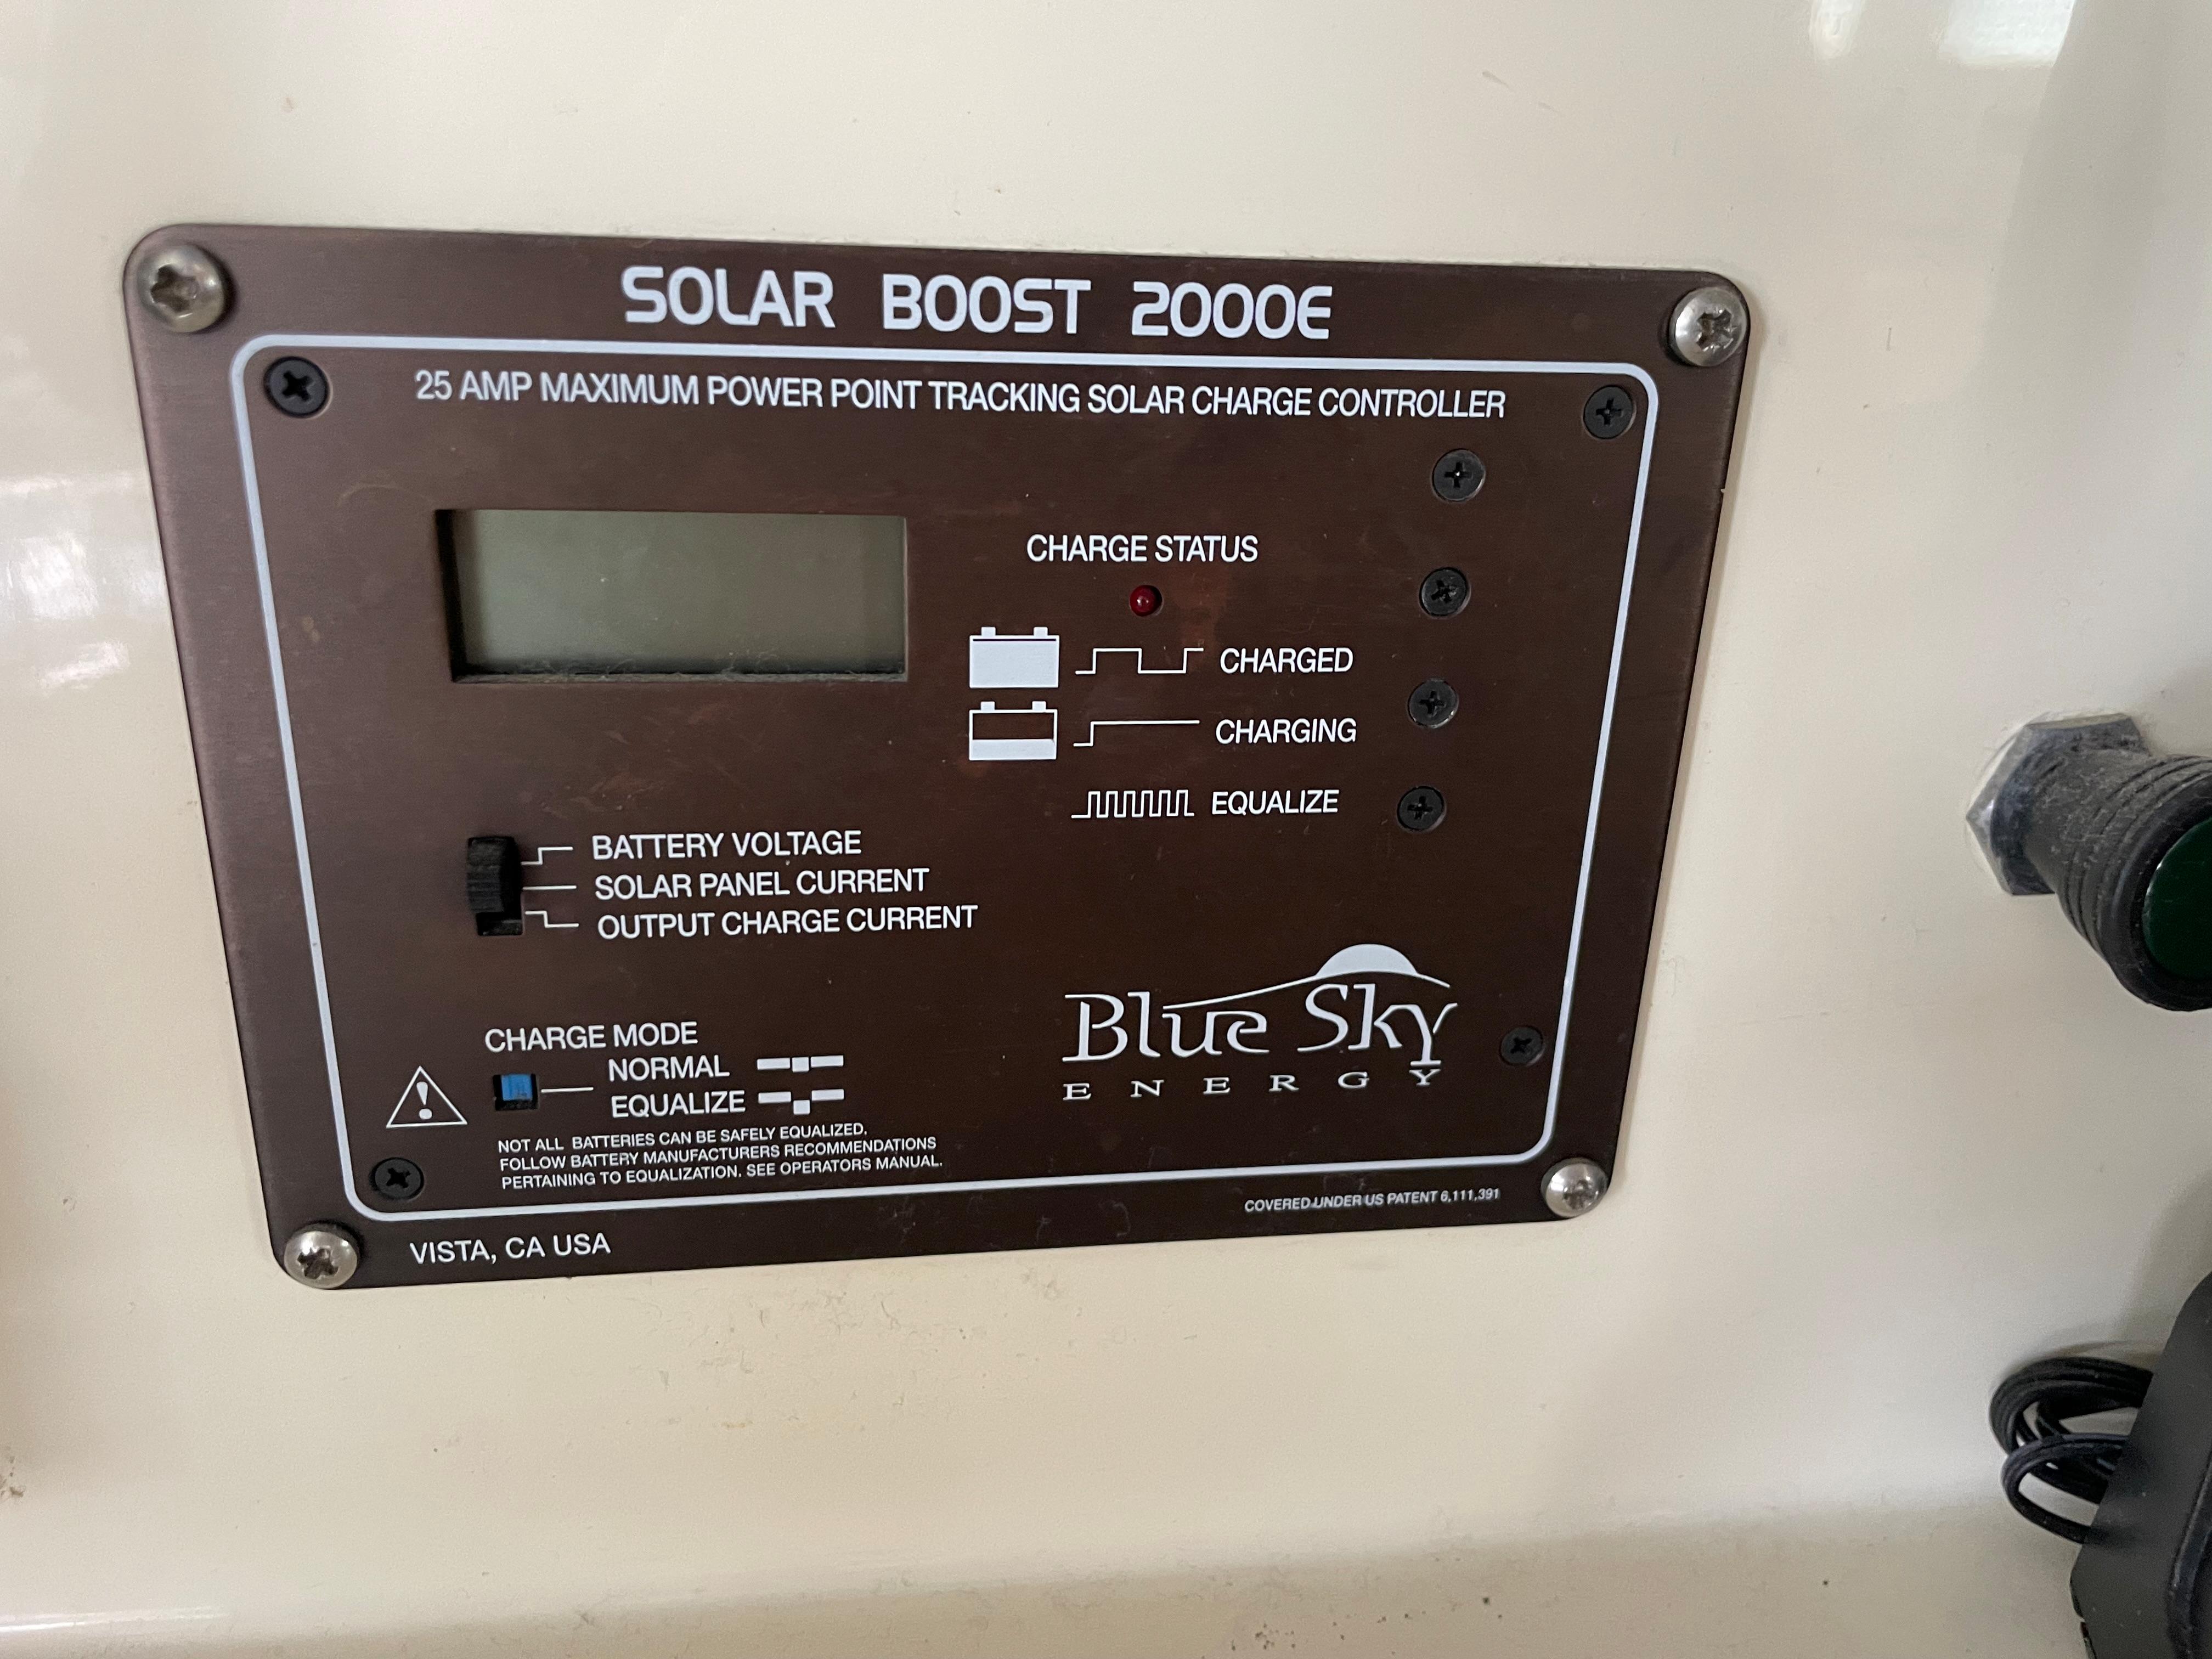 SOLAR BOOST 2000E
25 AMP MAXIMUM POWER POINT TRACKING SOLAR CHARGE CONTROLLER
CHARGE STATUS
CHARGED
CHARGING
EQUALIZE
BATTERY VOLTAGE
SOLAR PANEL CURRENT
OUTPUT CHARGE CURRENT
CHARGE MODE
NORMAL
EQUALIZE
NOT ALL BATTERIES CAN BE SAFELY EQUALIZED.
FOLLOW BATTERY MANUFACTURERS RECOMMENDATIONS
PERTAINING TO EQUALIZATION. SEE OPERATORS MANUAL.
Blue Sky
ENERGY
COVERED UNDER US PATENT 6,111,391
VISTA, CA USA